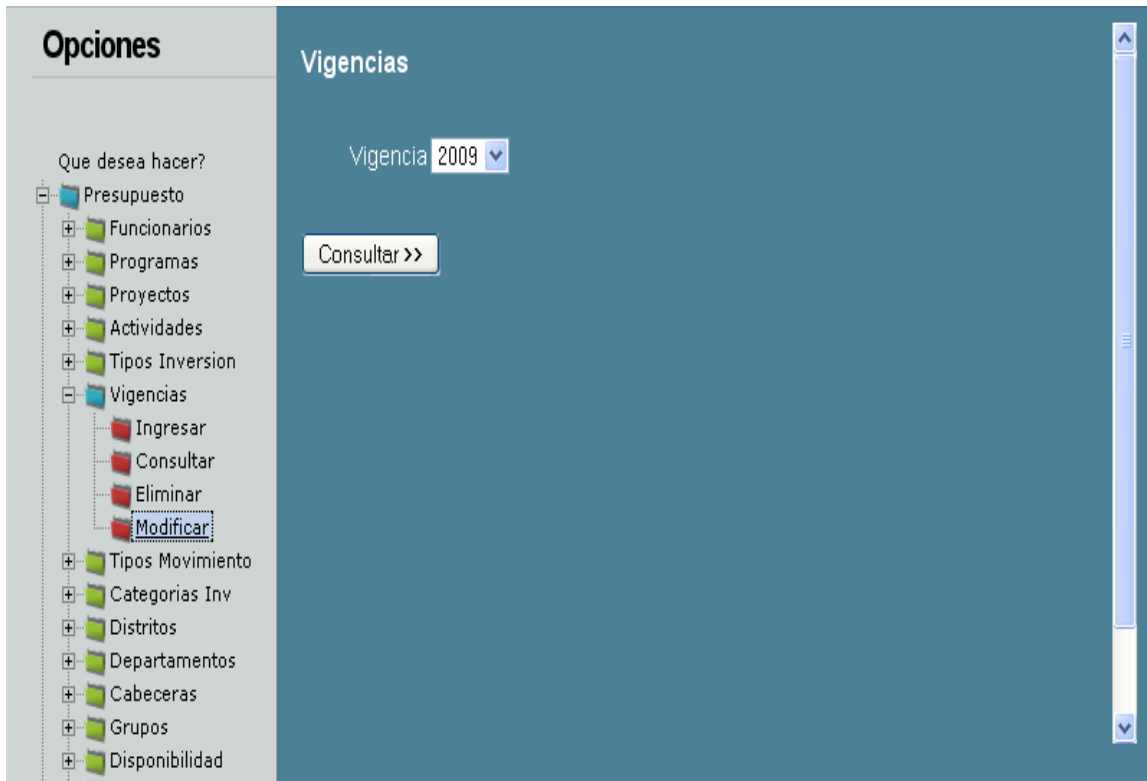 Opciones
Que desea hacer?
Presupuesto
Funcionarios
Programas
Proyectos
Actividades
Tipos Inversion
Vigencias
Ingresar
Consultar
Eliminar
Modificar
Tipos Movimiento
Categorias Inv
Distritos
Departamentos
Cabeceras
Grupos
Disponibilidad
Vigencias
Vigencia 2009
Consultar >>